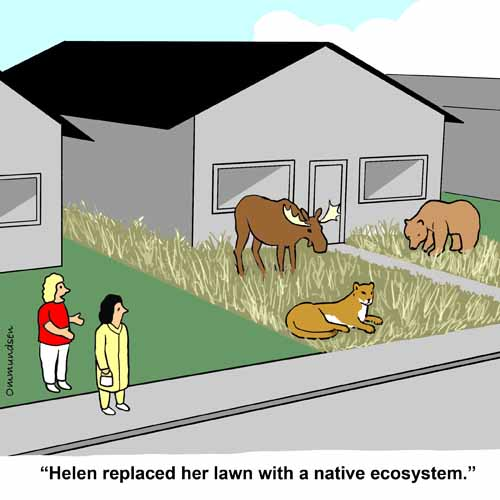 Ommundsen
“Helen replaced her lawn with a native ecosystem.”